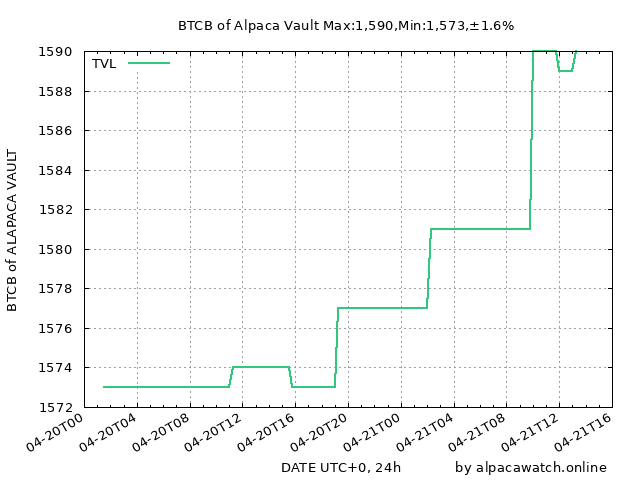 BTCB of Alpaca Vault Max:1,590,Min:1,573,±1.6%
TVL
BTCB of ALAPACA VAULT
1590
1588
1586
1584
1582
1580
1578
1576
1574
1572
04-20T00
04-20T04
04-20T08
04-20T12
04-20T16
04-20T20
04-21T00
04-21T04
04-21T08
04-21T12
04-21T16
DATE UTC+0, 24h
by alpacawatch.online